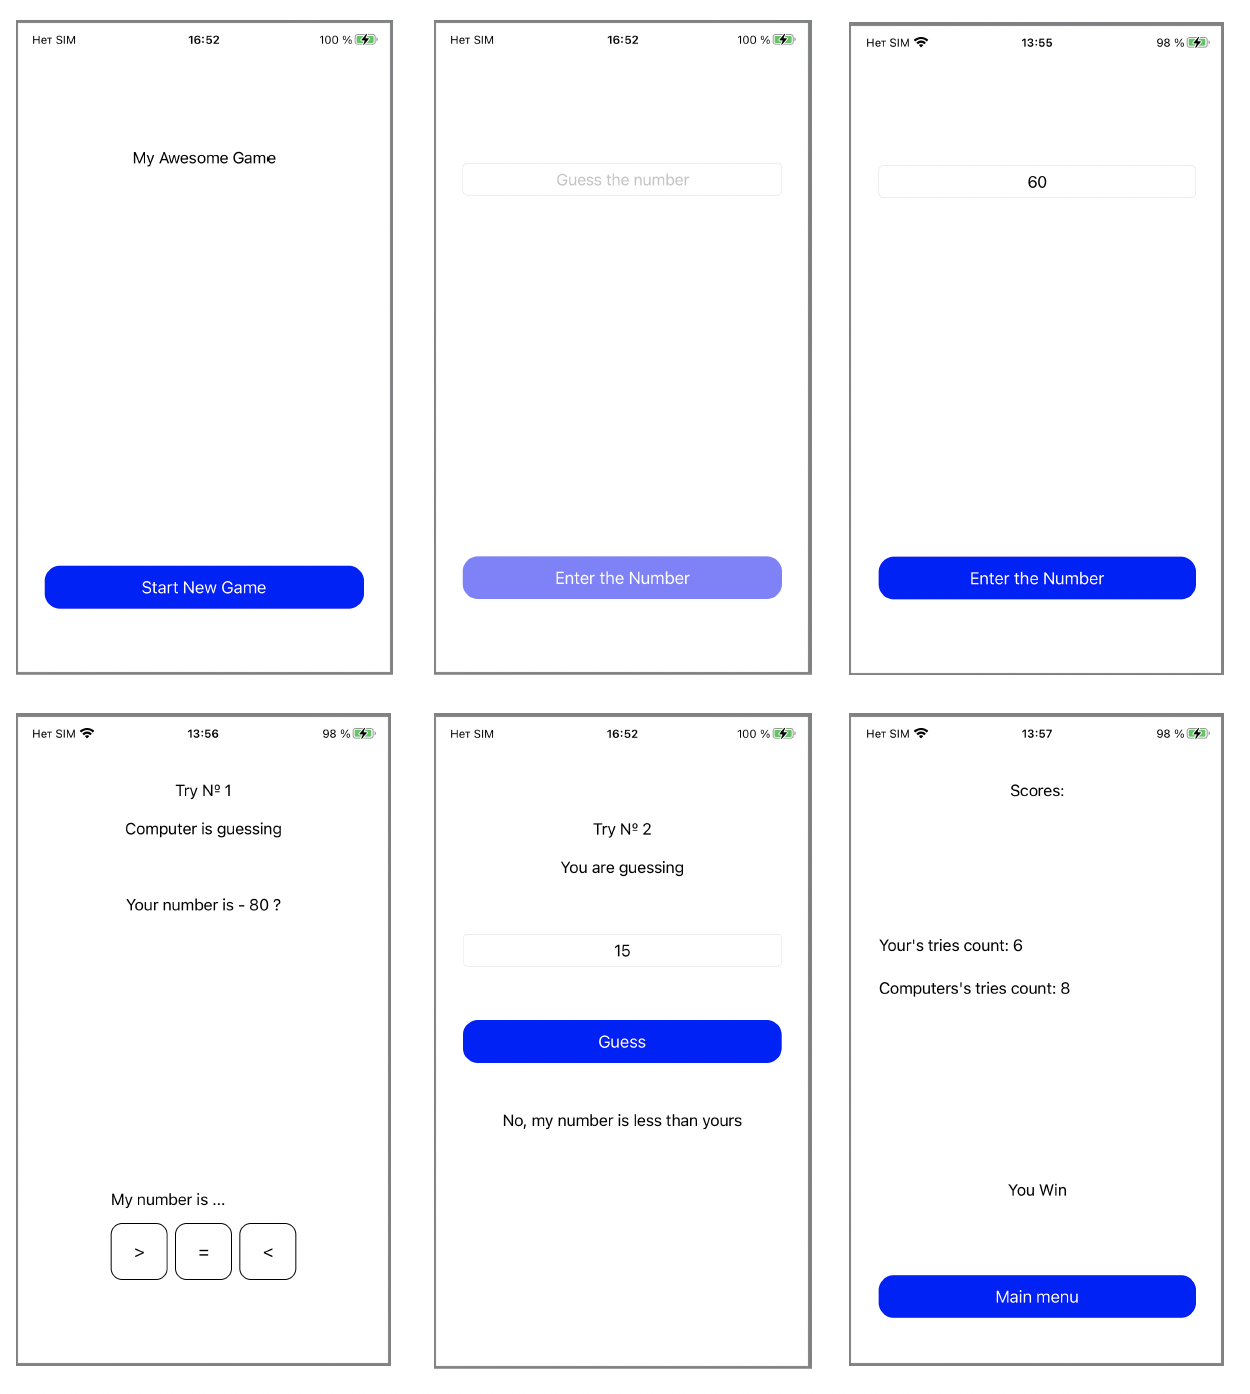 Нет SIM 16:52 100 %
My Awesome Game
Start New Game
Нет SIM 16:52 100 %
Guess the number
Enter the Number
Нет SIM 13:55 98 %
60
Enter the Number
Нет SIM 13:56 98 %
Try Nº 1
Computer is guessing
Your number is - 80 ?
My number is ...
> = <
Нет SIM 16:52 100 %
Try Nº 2
You are guessing
15
Guess
No, my number is less than yours
Нет SIM 13:57 98 %
Scores:
Your's tries count: 6
Computers's tries count: 8
You Win
Main menu